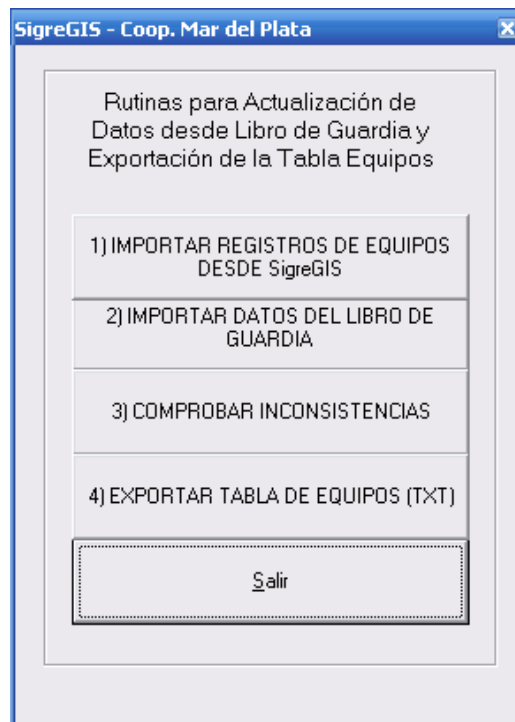 SigreGIS - Coop. Mar del Plata
Rutinas para Actualización de
Datos desde Libro de Guardia y
Exportación de la Tabla Equipos
1) IMPORTAR REGISTROS DE EQUIPOS
DESDE SigreGIS
2) IMPORTAR DATOS DEL LIBRO DE
GUARDIA
3) COMPROBAR INCONSISTENCIAS
4) EXPORTAR TABLA DE EQUIPOS (TXT)
Salir